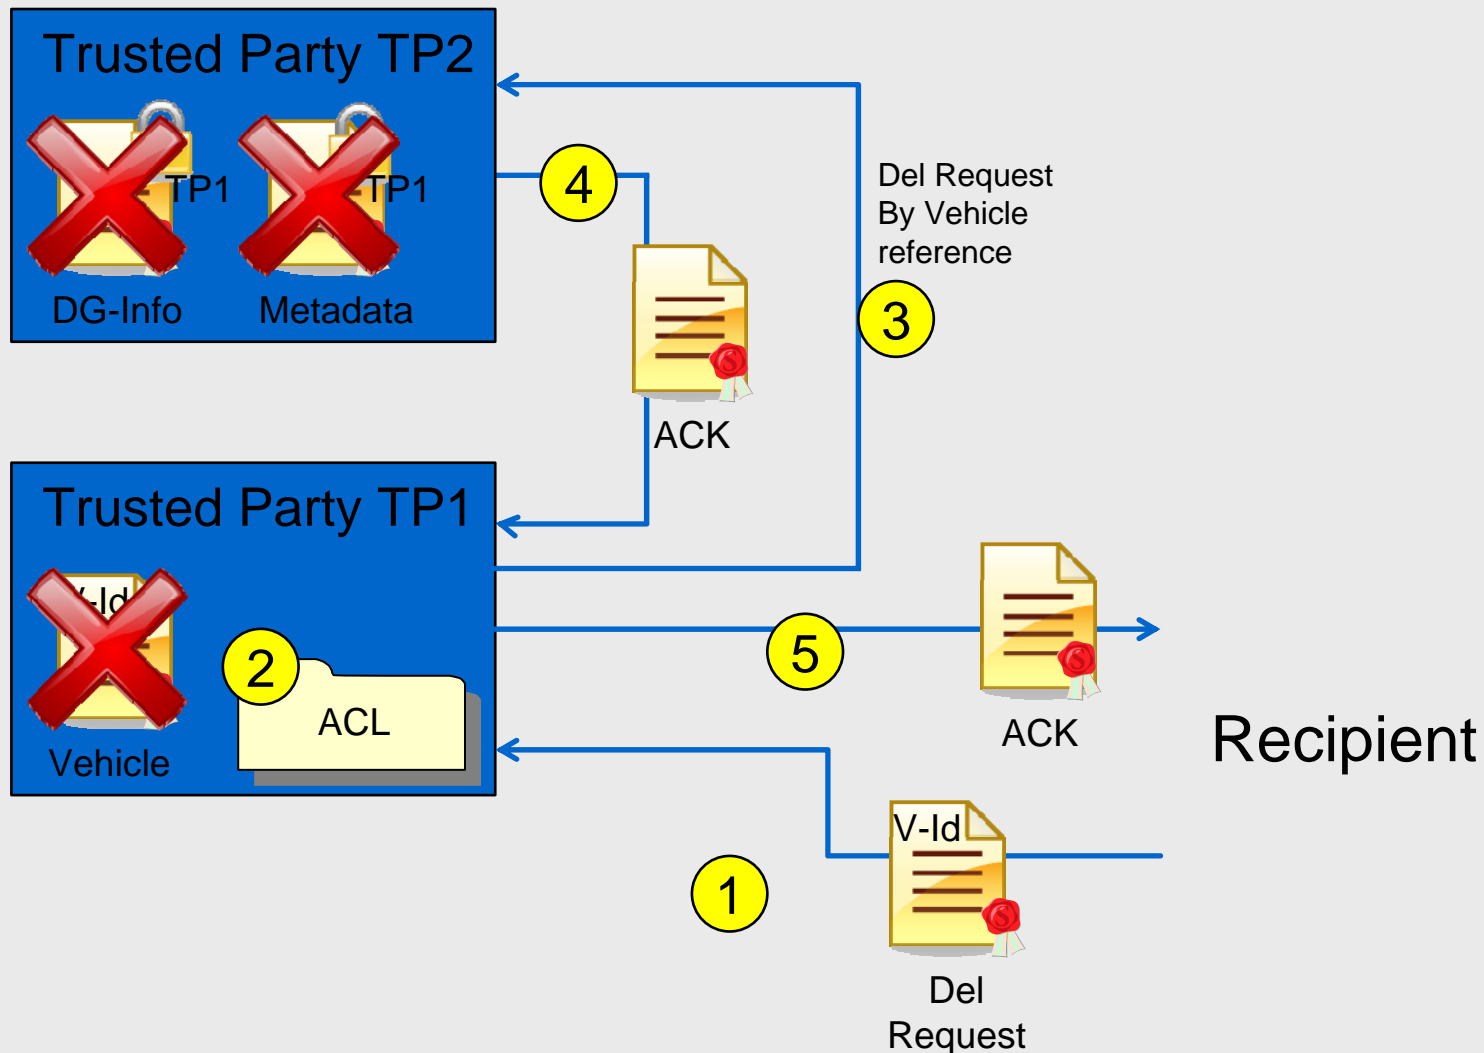 Trusted Party TP2
TP1
TP1
DG-Info
Metadata
4
Del Request
By Vehicle
reference
3
ACK
Trusted Party TP1
V-Id
Vehicle
2
ACL
5
ACK
Recipient
1
V-Id
Del
Request